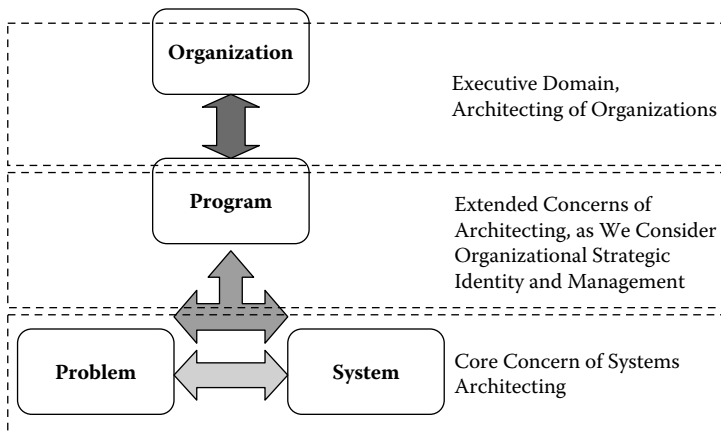 Organization
Executive Domain,
Architecting of Organizations
Program
Extended Concerns of
Architecting, as We Consider
Organizational Strategic
Identity and Management
Problem
System
Core Concern of Systems
Architecting